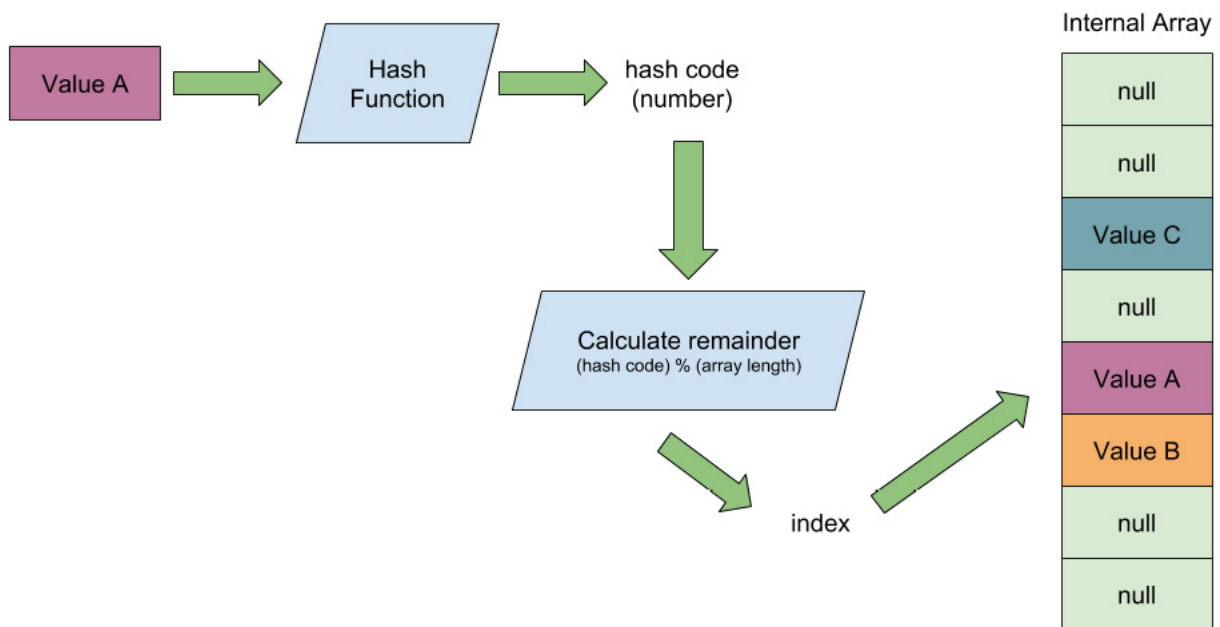 Value A
Hash
Function
hash code
(number)
Calculate remainder
(hash code) % (array length)
index
Internal Array
null
null
Value C
null
Value A
Value B
null
null